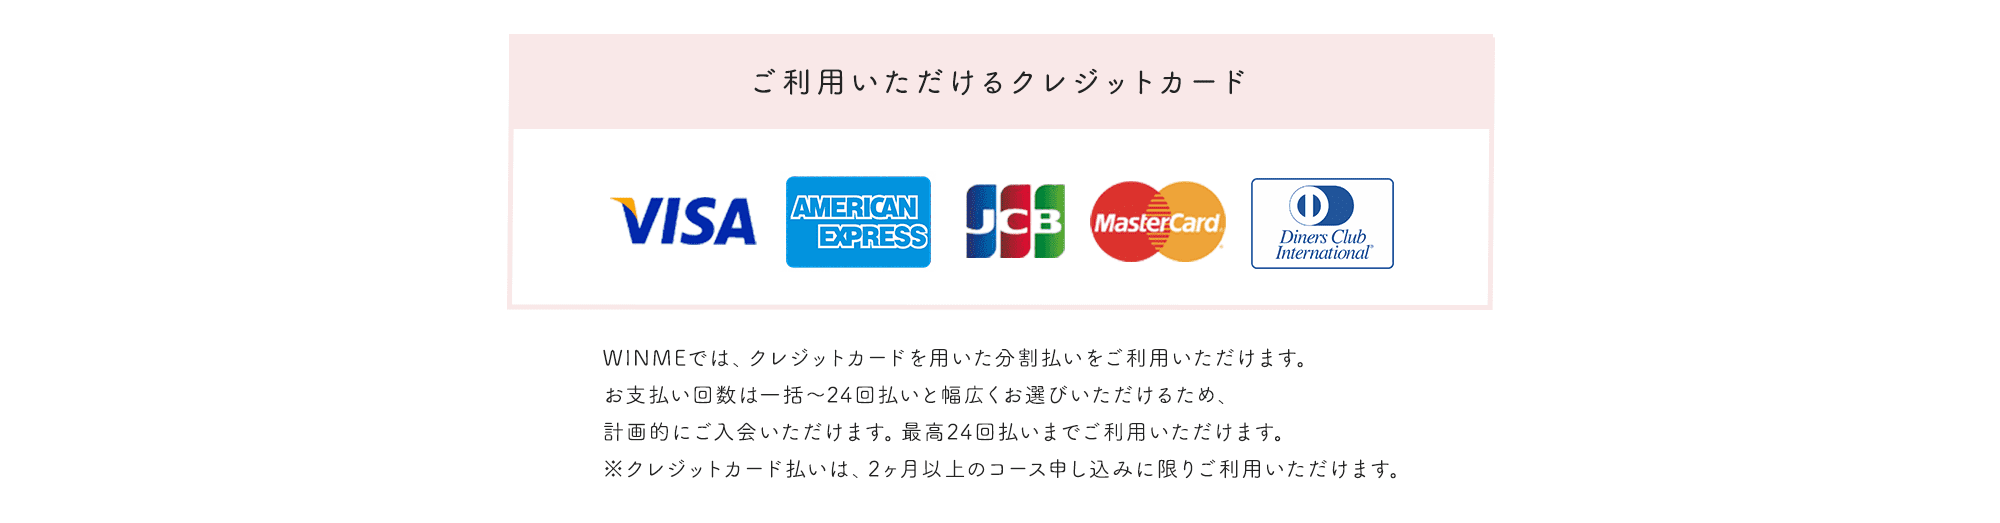 ご利用いただけるクレジットカード
VISA
AMERICAN
EXPRESS
JCB
MasterCard
Diners Club
International®
WINMEでは、クレジットカードを用いた分割払いをご利用いただけます。
お支払い回数は一括〜24回払いと幅広くお選びいただけるため、
計画的にご入会いただけます。最高24回払いまでご利用いただけます。
※クレジットカード払いは、2ヶ月以上のコース申し込みに限りご利用いただけます。